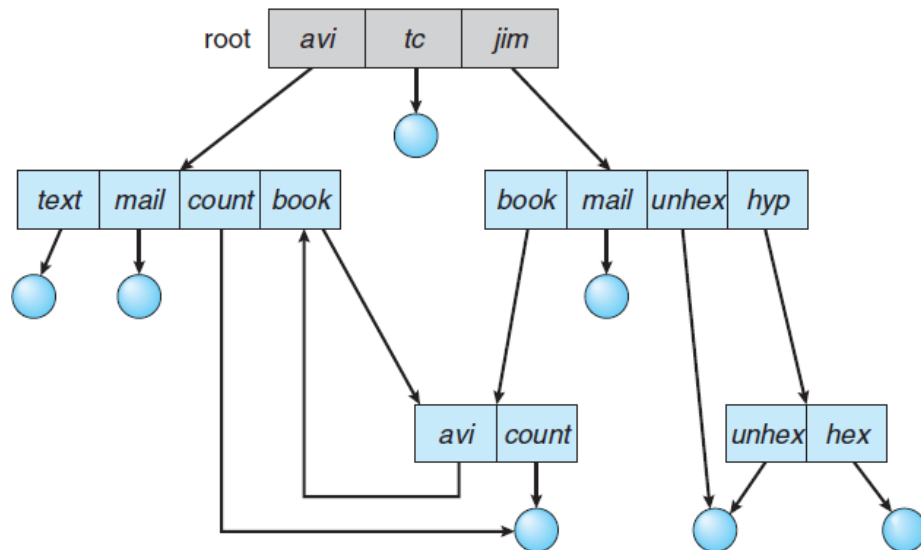 root avi tc jim
text mail count book book mail unhex hyp
avi count unhex hex